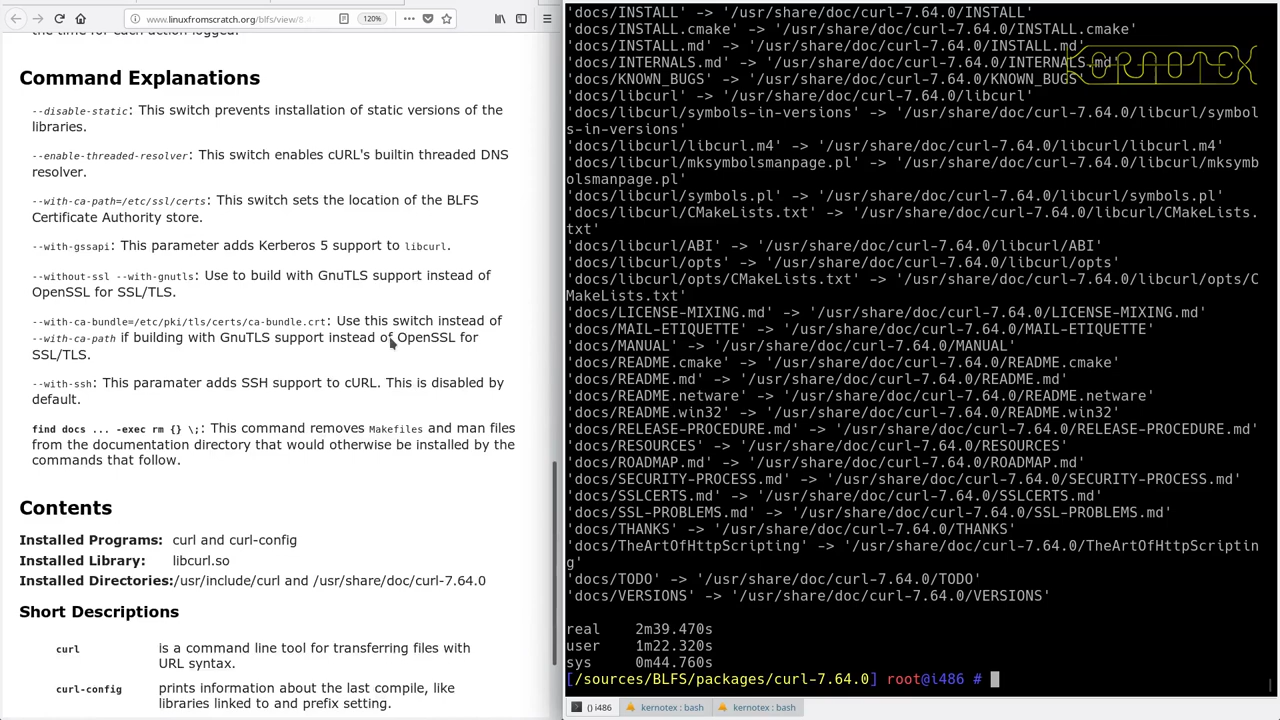 www.linuxfromscratch.org/blfs/view/8.
120%
the time for each action logged.
Command Explanations
--disable-static: This switch prevents installation of static versions of the
libraries.
--enable-threaded-resolver: This switch enables cURL's builtin threaded DNS
resolver.
--with-ca-path=/etc/ssl/certs: This switch sets the location of the BLFS
Certificate Authority store.
--with-gssapi: This parameter adds Kerberos 5 support to libcurl.
--without-ssl --with-gnutls: Use to build with GnuTLS support instead of
OpenSSL for SSL/TLS.
--with-ca-bundle=/etc/pki/tls/certs/ca-bundle.crt: Use this switch instead of
--with-ca-path if building with GnuTLS support instead of OpenSSL for
SSL/TLS.
--with-ssh: This paramater adds SSH support to cURL. This is disabled by
default.
find docs ... -exec rm {} \;: This command removes Makefiles and man files
from the documentation directory that would otherwise be installed by the
commands that follow.
Contents
Installed Programs: curl and curl-config
Installed Library: libcurl.so
Installed Directories:/usr/include/curl and /usr/share/doc/curl-7.64.0
Short Descriptions
curl is a command line tool for transferring files with
URL syntax.
curl-config prints information about the last compile, like
libraries linked to and prefix setting.
'docs/INSTALL' -> '/usr/share/doc/curl-7.64.0/INSTALL'
'docs/INSTALL.cmake' -> '/usr/share/doc/curl-7.64.0/INSTALL.cmake'
'docs/INSTALL.md' -> '/usr/share/doc/curl-7.64.0/INSTALL.md'
'docs/INTERNALS.md' -> '/usr/share/doc/curl-7.64.0/INTERNALS.md'
'docs/KNOWN_BUGS' -> '/usr/share/doc/curl-7.64.0/KNOWN_BUGS'
KERNOTEX
'docs/libcurl' -> '/usr/share/doc/curl-7.64.0/libcurl'
'docs/libcurl/symbols-in-versions' -> '/usr/share/doc/curl-7.64.0/libcurl/symbol
s-in-versions'
'docs/libcurl/libcurl.m4' -> '/usr/share/doc/curl-7.64.0/libcurl/libcurl.m4'
'docs/libcurl/mksymbolsmanpage.pl' -> '/usr/share/doc/curl-7.64.0/libcurl/mksymb
olsmanpage.pl'
'docs/libcurl/symbols.pl' -> '/usr/share/doc/curl-7.64.0/libcurl/symbols.pl'
'docs/libcurl/CMakeLists.txt' -> '/usr/share/doc/curl-7.64.0/libcurl/CMakeLists.
txt'
'docs/libcurl/ABI' -> '/usr/share/doc/curl-7.64.0/libcurl/ABI'
'docs/libcurl/opts' -> '/usr/share/doc/curl-7.64.0/libcurl/opts'
'docs/libcurl/opts/CMakeLists.txt' -> '/usr/share/doc/curl-7.64.0/libcurl/opts/C
MakeLists.txt'
'docs/LICENSE-MIXING.md' -> '/usr/share/doc/curl-7.64.0/LICENSE-MIXING.md'
'docs/MAIL-ETIQUETTE' -> '/usr/share/doc/curl-7.64.0/MAIL-ETIQUETTE'
'docs/MANUAL' -> '/usr/share/doc/curl-7.64.0/MANUAL'
'docs/README.cmake' -> '/usr/share/doc/curl-7.64.0/README.cmake'
'docs/README.md' -> '/usr/share/doc/curl-7.64.0/README.md'
'docs/README.netware' -> '/usr/share/doc/curl-7.64.0/README.netware'
'docs/README.win32' -> '/usr/share/doc/curl-7.64.0/README.win32'
'docs/RELEASE-PROCEDURE.md' -> '/usr/share/doc/curl-7.64.0/RELEASE-PROCEDURE.md'
'docs/RESOURCES' -> '/usr/share/doc/curl-7.64.0/RESOURCES'
'docs/ROADMAP.md' -> '/usr/share/doc/curl-7.64.0/ROADMAP.md'
'docs/SECURITY-PROCESS.md' -> '/usr/share/doc/curl-7.64.0/SECURITY-PROCESS.md'
'docs/SSLCERTS.md' -> '/usr/share/doc/curl-7.64.0/SSLCERTS.md'
'docs/SSL-PROBLEMS.md' -> '/usr/share/doc/curl-7.64.0/SSL-PROBLEMS.md'
'docs/THANKS' -> '/usr/share/doc/curl-7.64.0/THANKS'
'docs/TheArtOfHttpScripting' -> '/usr/share/doc/curl-7.64.0/TheArtOfHttpScriptin
g'
'docs/TODO' -> '/usr/share/doc/curl-7.64.0/TODO'
'docs/VERSIONS' -> '/usr/share/doc/curl-7.64.0/VERSIONS'
real 2m39.470s
user 1m22.320s
sys 0m44.760s
[/sources/BLFS/packages/curl-7.64.0] root@i486 #
() i486
kernotex : bash
kernotex : bash